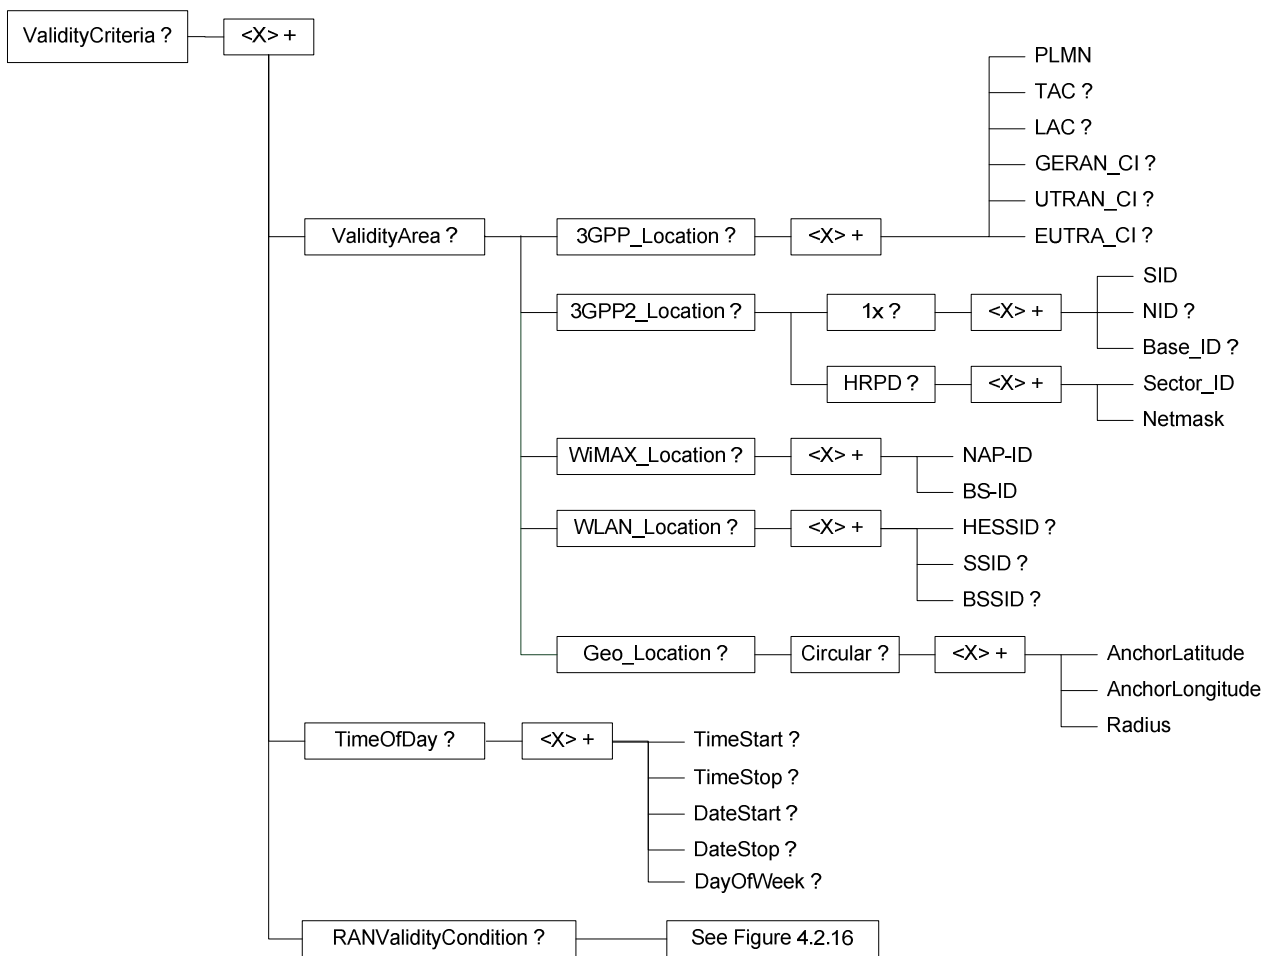 ValidityCriteria ?
<X> +
PLMN
TAC ?
LAC ?
GERAN_CI ?
UTRAN_CI ?
ValidityArea ?
3GPP_Location ?
<X> +
EUTRA_CI ?
SID
3GPP2_Location ?
1x ?
<X> +
NID ?
Base_ID ?
HRPD ?
<X> +
Sector_ID
Netmask
WiMAX_Location ?
<X> +
NAP-ID
BS-ID
WLAN_Location ?
<X> +
HESSID ?
SSID ?
BSSID ?
Geo_Location ?
Circular ?
<X> +
AnchorLatitude
AnchorLongitude
Radius
TimeOfDay ?
<X> +
TimeStart ?
TimeStop ?
DateStart ?
DateStop ?
DayOfWeek ?
RANValidityCondition ?
See Figure 4.2.16